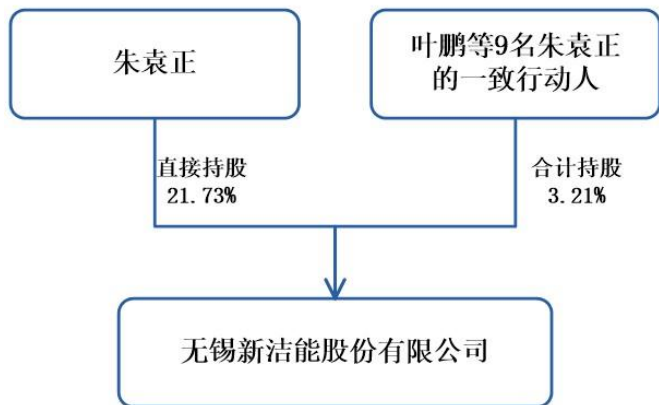 朱袁正
叶鹏等9名朱袁正
的一致行动人
直接持股
21.73%
合计持股
3.21%
无锡新洁能股份有限公司